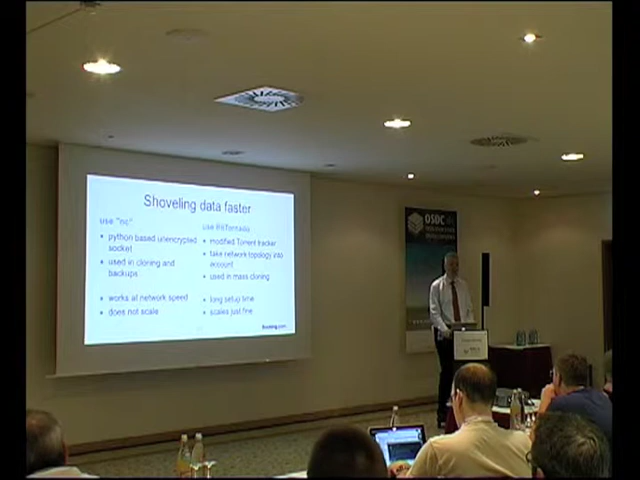 Shoveling data faster
use "nc"
• python based unencrypted
socket
• used in cloning and
backups
• works at network speed
• does not scale
use BitTornado
• modified Torrent tracker
• take network topology into
account
• used in mass cloning
• long setup time
• scales just fine
Booking.com
OSDC.de